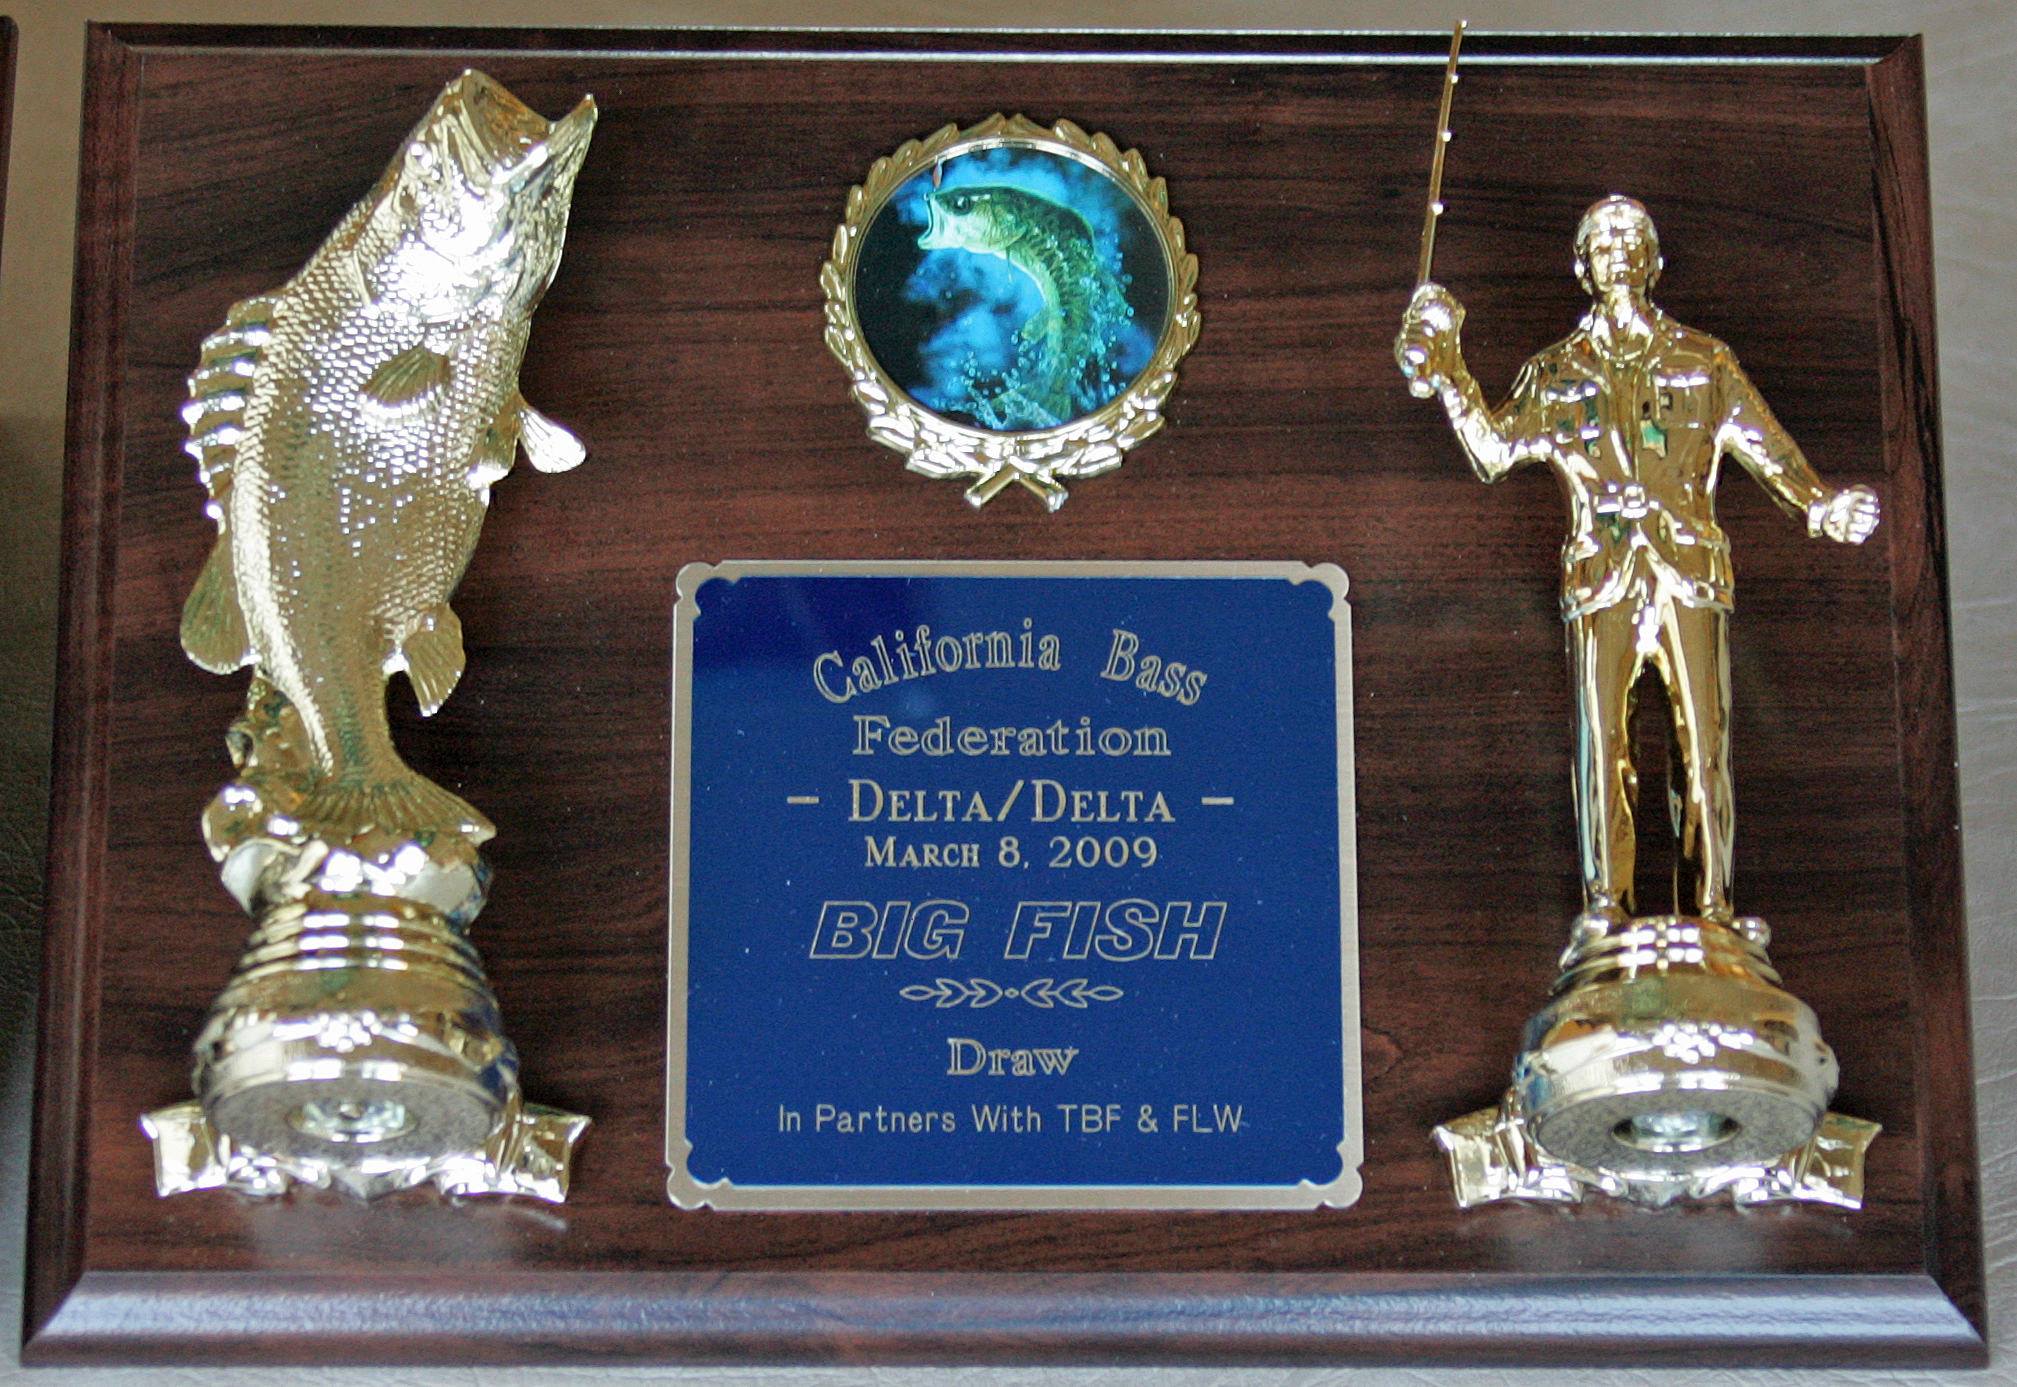 California Bass
Federation
- DELTA/DELTA -
MARCH 8, 2009
BIG FISH
Draw
In Partners With TBF & FLW